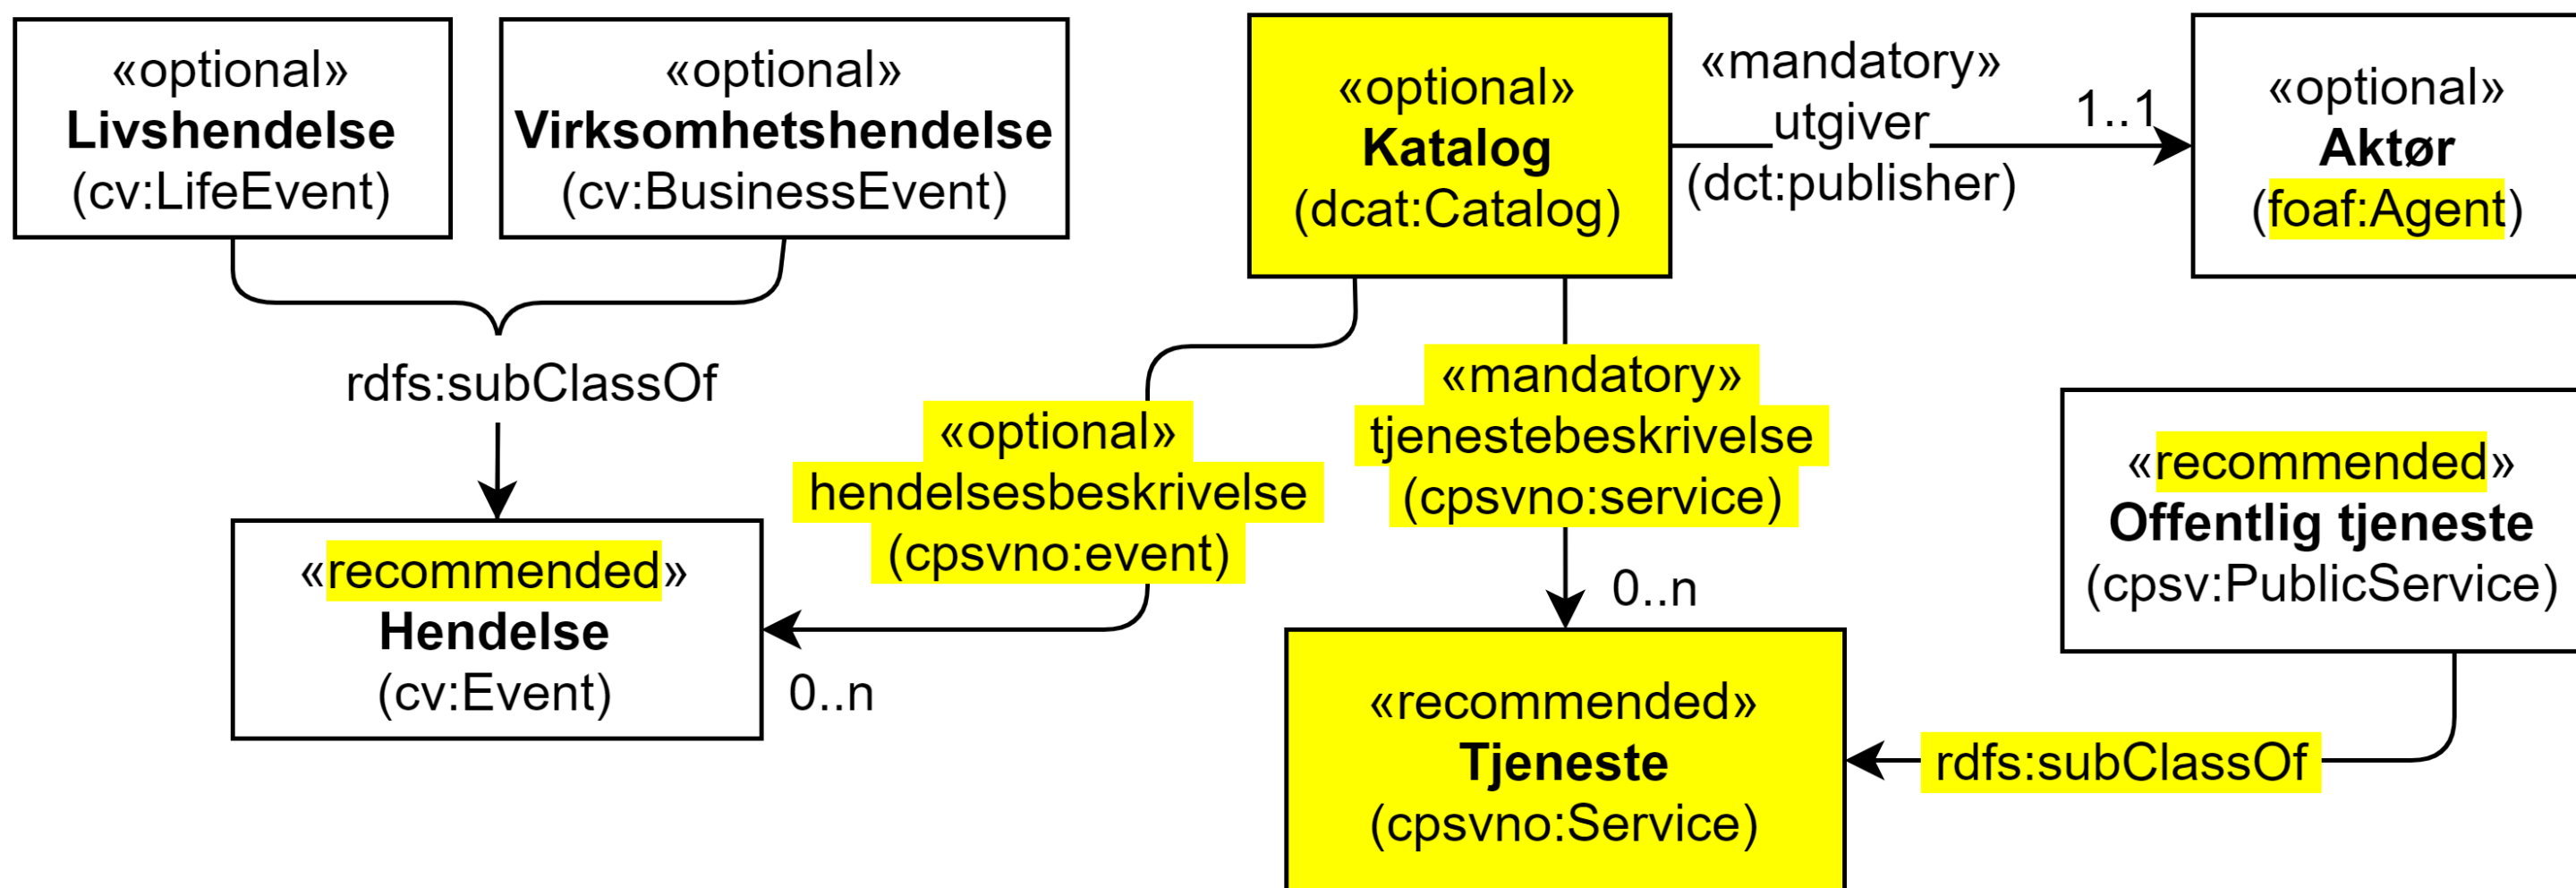 «optional»
Livshendelse
(cv:LifeEvent)
«optional»
Virksomhetshendelse
(cv:BusinessEvent)
«optional»
Katalog
(dcat:Catalog)
«mandatory»
utgiver
(dct:publisher)
1..1
«optional»
Aktør
(foaf:Agent)
rdfs:subClassOf
«optional»
hendelsesbeskrivelse
(cpsvno:event)
«mandatory»
tjenestebeskrivelse
(cpsvno:service)
«recommended»
Offentlig tjeneste
(cpsv:PublicService)
«recommended»
Hendelse
(cv:Event)
0..n
0..n
«recommended»
Tjeneste
(cpsvno:Service)
rdfs:subClassOf